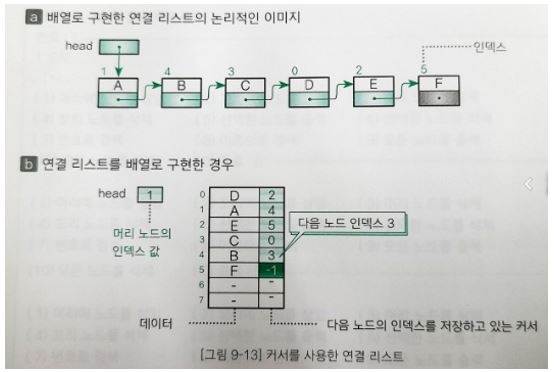 a 배열로 구현한 연결 리스트의 논리적인 이미지
head
인덱스
1 4 3 0 2 5
A B C D E F
b 연결 리스트를 배열로 구현한 경우
head 1
머리 노드의
인덱스 값
0 D 2
1 A 4
2 E 5
3 C 0
4 B 3
5 F -1
6 - -
7 - -
다음 노드 인덱스 3
데이터
다음 노드의 인덱스를 저장하고 있는 커서
[그림 9-13] 커서를 사용한 연결 리스트